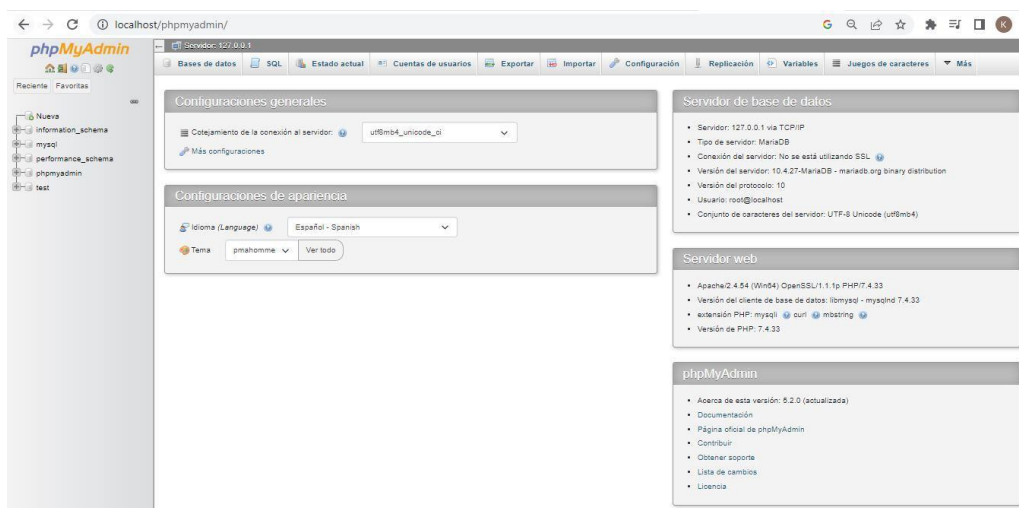 localhost/phpmyadmin/
G
K
phpMyAdmin
Reciente Favoritas
Nueva
information_schema
mysql
performance_schema
phpmyadmin
test
Servidor: 127.0.0.1
Bases de datos SQL Estado actual Cuentas de usuarios Exportar Importar Configuración Replicación Variables Juegos de caracteres Más
Configuraciones generales
Cotejamiento de la conexión al servidor: utf8mb4_unicode_ci
Más configuraciones
Configuraciones de apariencia
Idioma (Language) Español - Spanish
Tema pmahomme Ver todo
Servidor de base de datos
• Servidor: 127.0.0.1 via TCP/IP
• Tipo de servidor: MariaDB
• Conexión del servidor: No se está utilizando SSL
• Versión del servidor: 10.4.27-MariaDB - mariadb.org binary distribution
• Versión del protocolo: 10
• Usuario: root@localhost
• Conjunto de caracteres del servidor: UTF-8 Unicode (utf8mb4)
Servidor web
• Apache/2.4.54 (Win64) OpenSSL/1.1.1p PHP/7.4.33
• Versión del cliente de base de datos: libmysql - mysqlnd 7.4.33
• extensión PHP: mysqli curl mbstring
• Versión de PHP: 7.4.33
phpMyAdmin
• Acerca de esta versión: 5.2.0 (actualizada)
• Documentación
• Página oficial de phpMyAdmin
• Contribuir
• Obtener soporte
• Lista de cambios
• Licencia